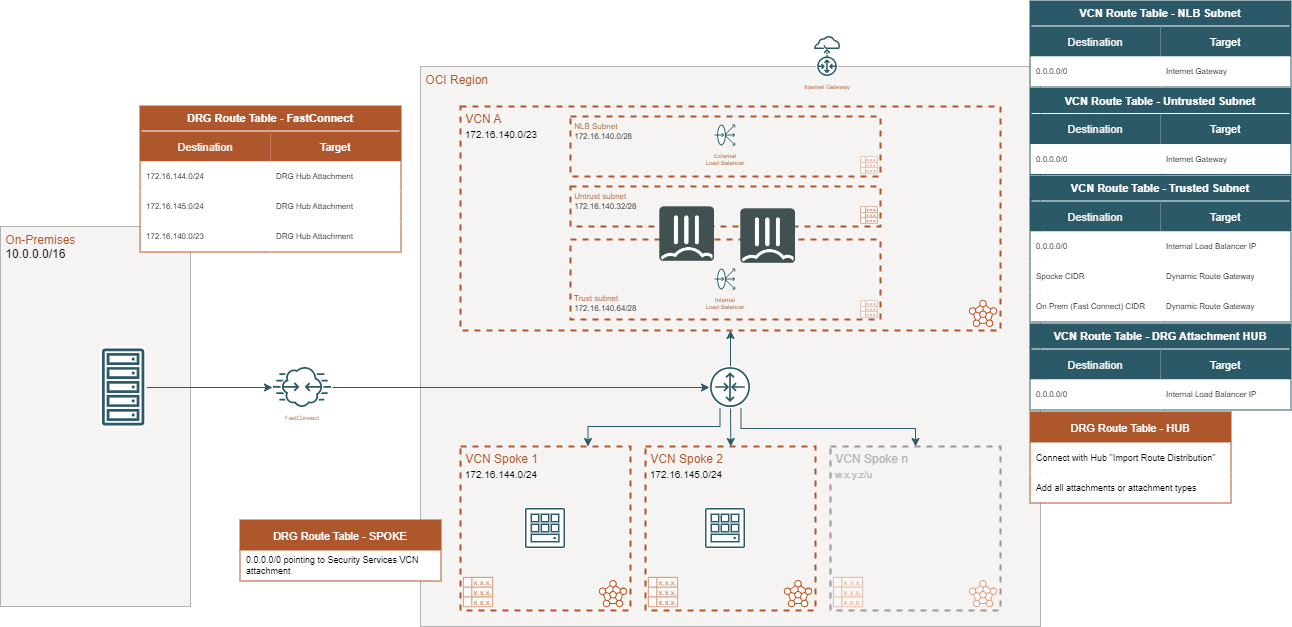 On-Premises
10.0.0.0/16
DRG Route Table - FastConnect
Destination Target
172.16.144.0/24 DRG Hub Attachment
172.16.145.0/24 DRG Hub Attachment
172.16.140.0/23 DRG Hub Attachment
FastConnect
DRG Route Table - SPOKE
0.0.0.0/0 pointing to Security Services VCN
attachment
Internet Gateway
OCI Region
VCN A
172.16.140.0/23
NLB Subnet
172.16.140.0/28
External
Load Balancer
Untrust subnet
172.16.140.32/28
Internal
Load Balancer
Trust subnet
172.16.140.64/28
VCN Spoke 1
172.16.144.0/24
x.x.x.
x.x.x.
x.x.x.
VCN Spoke 2
172.16.145.0/24
x.x.x.
x.x.x.
x.x.x.
VCN Spoke n
w.x.y.z/u
x.x.x.
x.x.x.
x.x.x.
VCN Route Table - NLB Subnet
Destination Target
0.0.0.0/0 Internet Gateway
VCN Route Table - Untrusted Subnet
Destination Target
0.0.0.0/0 Internet Gateway
VCN Route Table - Trusted Subnet
Destination Target
0.0.0.0/0 Internal Load Balancer IP
Spocke CIDR Dynamic Route Gateway
On Prem (Fast Connect) CIDR Dynamic Route Gateway
VCN Route Table - DRG Attachment HUB
Destination Target
0.0.0.0/0 Internal Load Balancer IP
DRG Route Table - HUB
Connect with Hub "Import Route Distribution"
Add all attachments or attachment types